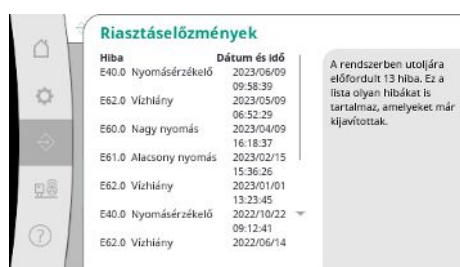 Riasztáselőzmények
Hiba Dátum és idő
E40.0 Nyomásérzékelő 2023/06/09
09:58:39
E62.0 Vízhiány 2023/05/09
06:52:29
E60.0 Nagy nyomás 2023/04/09
16:18:37
E61.0 Alacsony nyomás 2023/02/15
15:36:26
E62.0 Vízhiány 2023/01/01
13:23:45
E40.0 Nyomásérzékelő 2022/10/22
09:12:41
E62.0 Vízhiány 2022/06/14
A rendszerben utoljára
előfordult 13 hiba. Ez a
lista olyan hibákat is
tartalmaz, amelyeket már
kijavítottak.